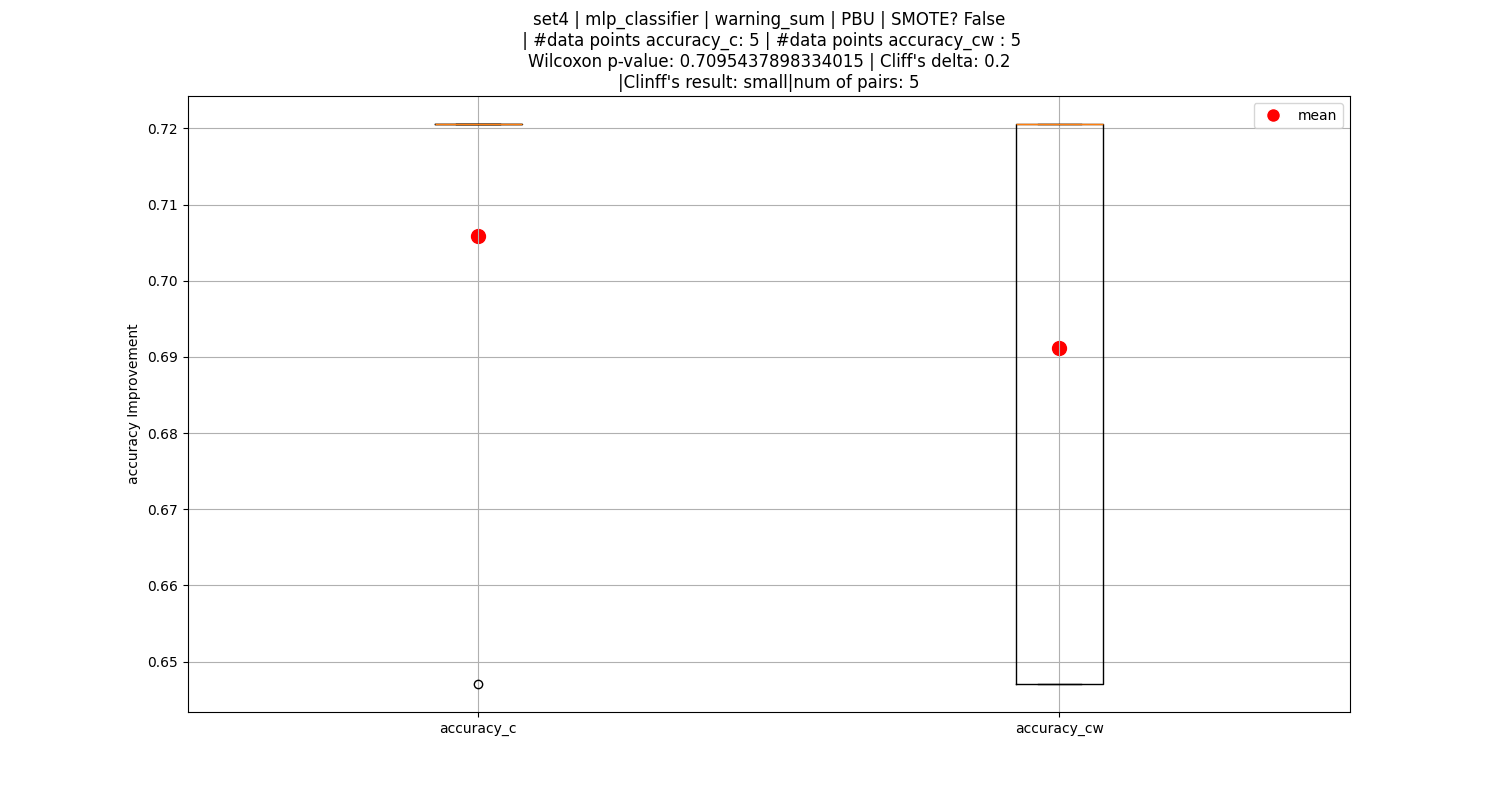 set4 | mlp_classifier | warning_sum | PBU | SMOTE? False
| #data points accuracy_c: 5 | #data points accuracy_cw : 5
Wilcoxon p-value: 0.7095437898334015 | Cliff's delta: 0.2
|Clinff's result: small|num of pairs: 5
mean
0.72
0.71
0.70
0.69
0.68
0.67
0.66
0.65
accuracy Improvement
accuracy_c
accuracy_cw